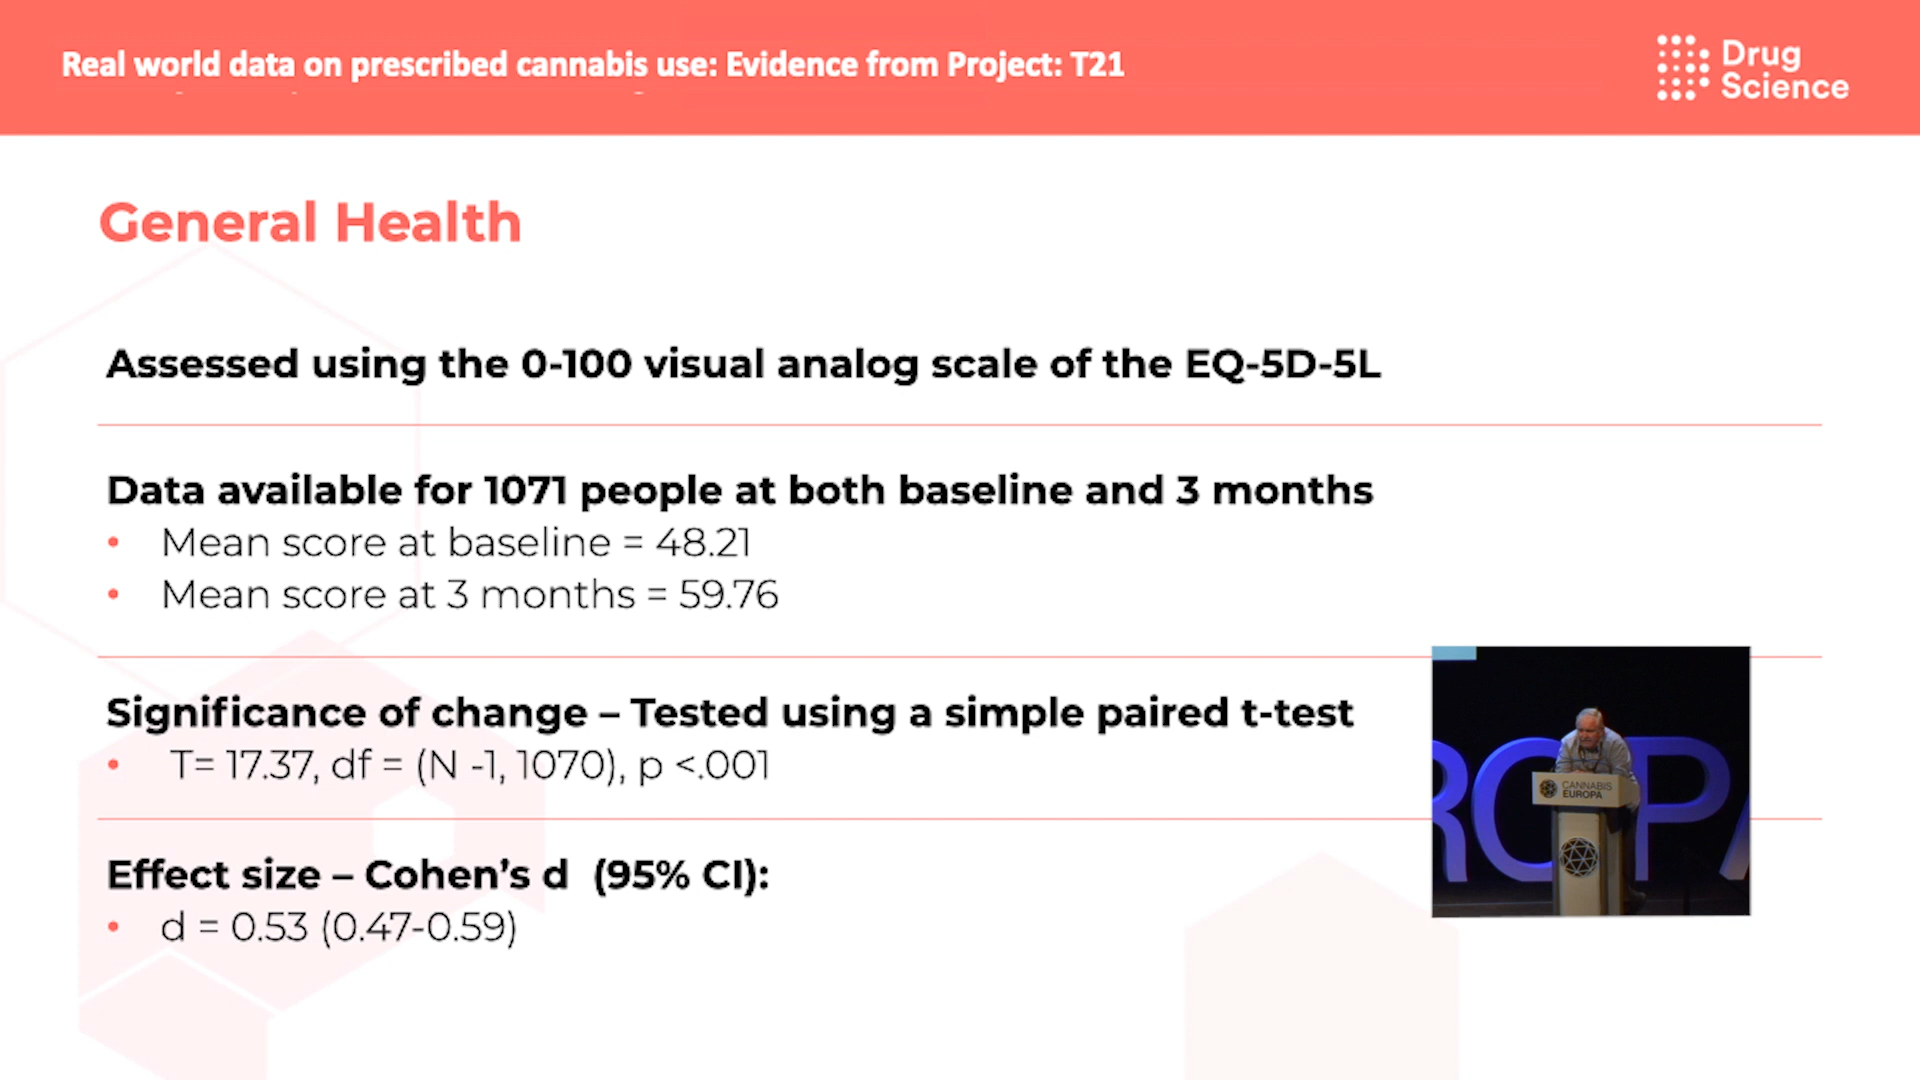 Real world data on prescribed cannabis use: Evidence from Project: T21
Drug
Science
General Health
Assessed using the 0-100 visual analog scale of the EQ-5D-5L
Data available for 1071 people at both baseline and 3 months
• Mean score at baseline = 48.21
• Mean score at 3 months = 59.76
Significance of change – Tested using a simple paired t-test
• T= 17.37, df = (N -1, 1070), p <.001
Effect size – Cohen’s d (95% CI):
• d = 0.53 (0.47-0.59)
ROPA
CANNABIS
EUROPA